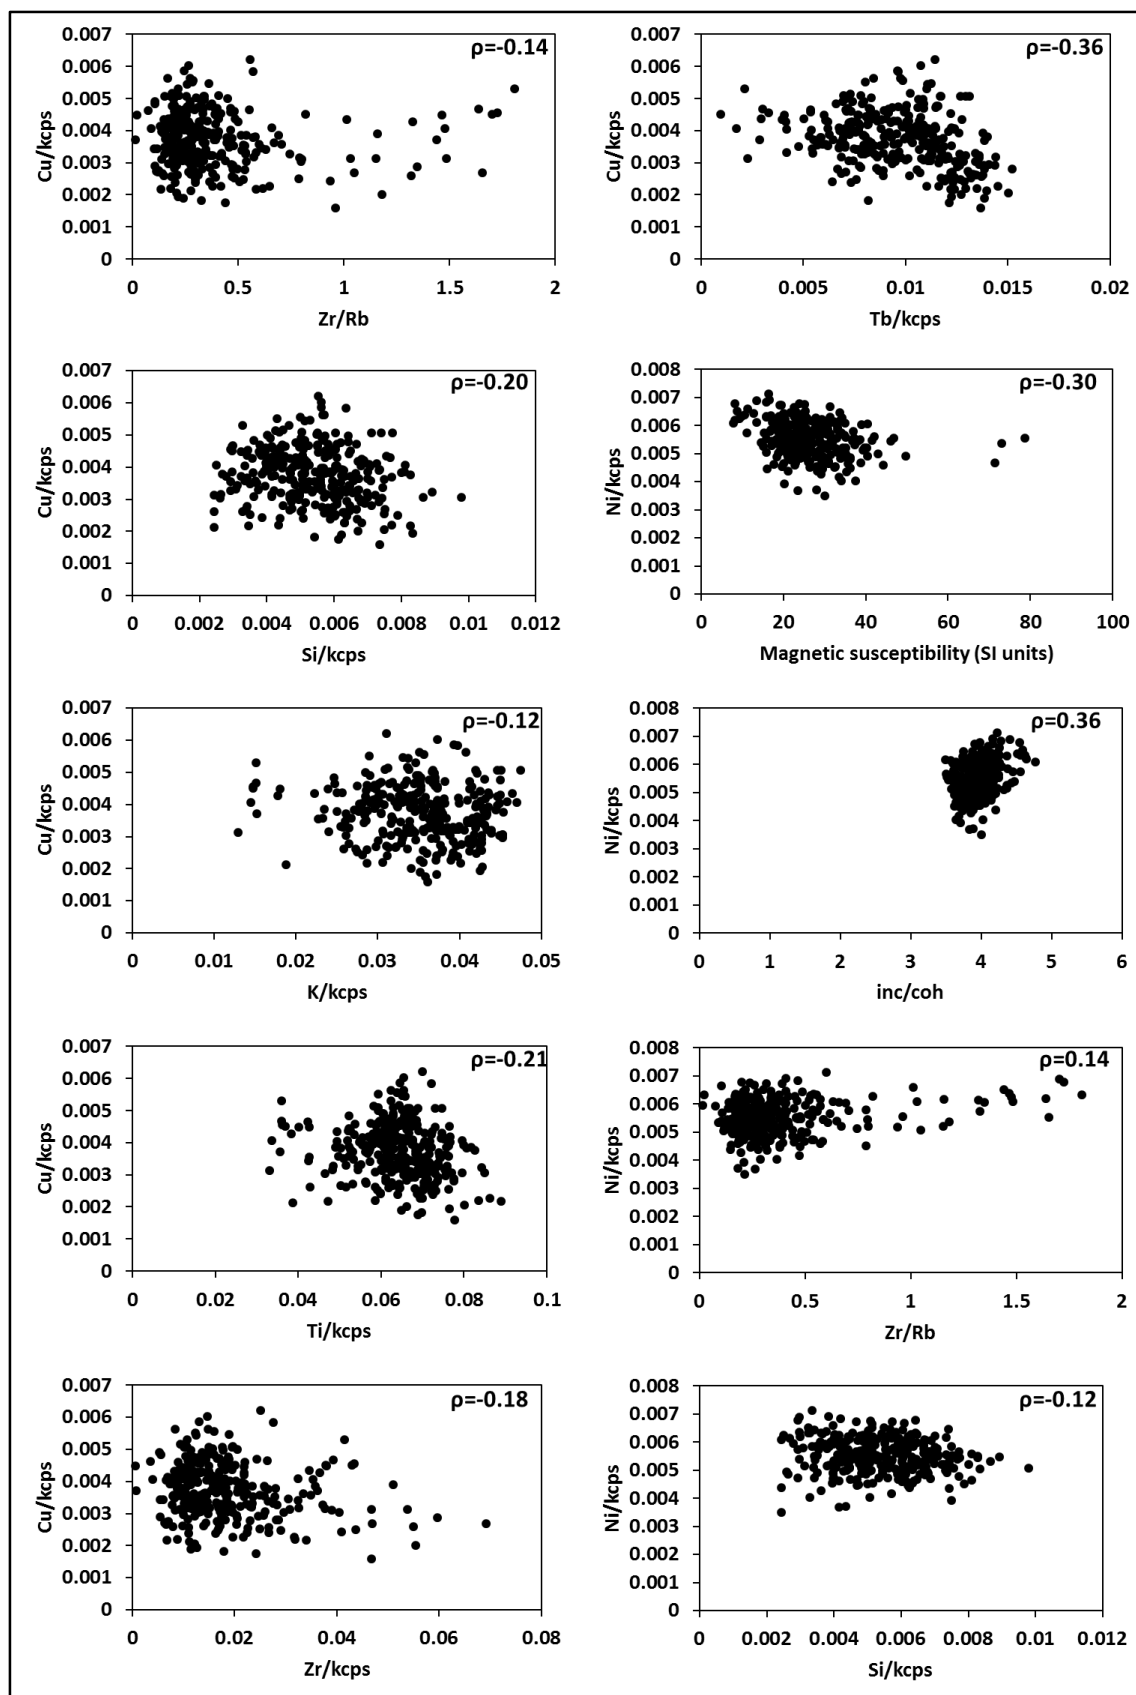 0.007
0.006
0.005
0.004
0.003
0.002
0.001
0
Cu/kcps
ρ=-0.14
0 0.5 1 1.5 2
Zr/Rb
0.007
0.006
0.005
0.004
0.003
0.002
0.001
0
Cu/kcps
ρ=-0.36
0 0.005 0.01 0.015 0.02
Tb/kcps
0.007
0.006
0.005
0.004
0.003
0.002
0.001
0
Cu/kcps
ρ=-0.20
0 0.002 0.004 0.006 0.008 0.01 0.012
Si/kcps
0.008
0.007
0.006
0.005
0.004
0.003
0.002
0.001
0
Ni/kcps
ρ=-0.30
0 20 40 60 80 100
Magnetic susceptibility (SI units)
0.007
0.006
0.005
0.004
0.003
0.002
0.001
0
Cu/kcps
ρ=-0.12
0 0.01 0.02 0.03 0.04 0.05
K/kcps
0.008
0.007
0.006
0.005
0.004
0.003
0.002
0.001
0
Ni/kcps
ρ=0.36
0 1 2 3 4 5 6
inc/coh
0.007
0.006
0.005
0.004
0.003
0.002
0.001
0
Cu/kcps
ρ=-0.21
0 0.02 0.04 0.06 0.08 0.1
Ti/kcps
0.008
0.007
0.006
0.005
0.004
0.003
0.002
0.001
0
Ni/kcps
ρ=0.14
0 0.5 1 1.5 2
Zr/Rb
0.007
0.006
0.005
0.004
0.003
0.002
0.001
0
Cu/kcps
ρ=-0.18
0 0.02 0.04 0.06 0.08
Zr/kcps
0.008
0.007
0.006
0.005
0.004
0.003
0.002
0.001
0
Ni/kcps
ρ=-0.12
0 0.002 0.004 0.006 0.008 0.01 0.012
Si/kcps